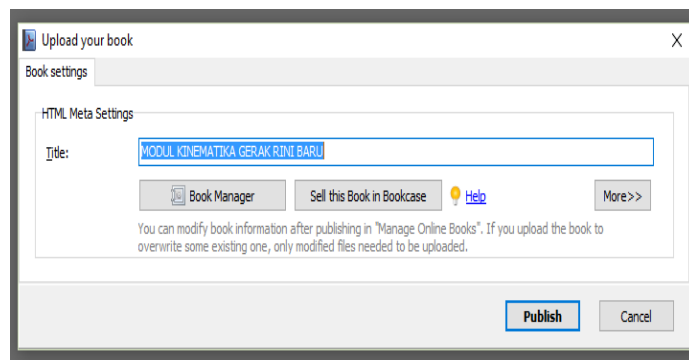 Upload your book
Book settings
HTML Meta Settings
Title:
MODUL KINEMATIKA GERAK RINI BARU
Book Manager
Sell this Book in Bookcase
Help
More>>
You can modify book information after publishing in "Manage Online Books". If you upload the book to
overwrite some existing one, only modified files needed to be uploaded.
Publish
Cancel